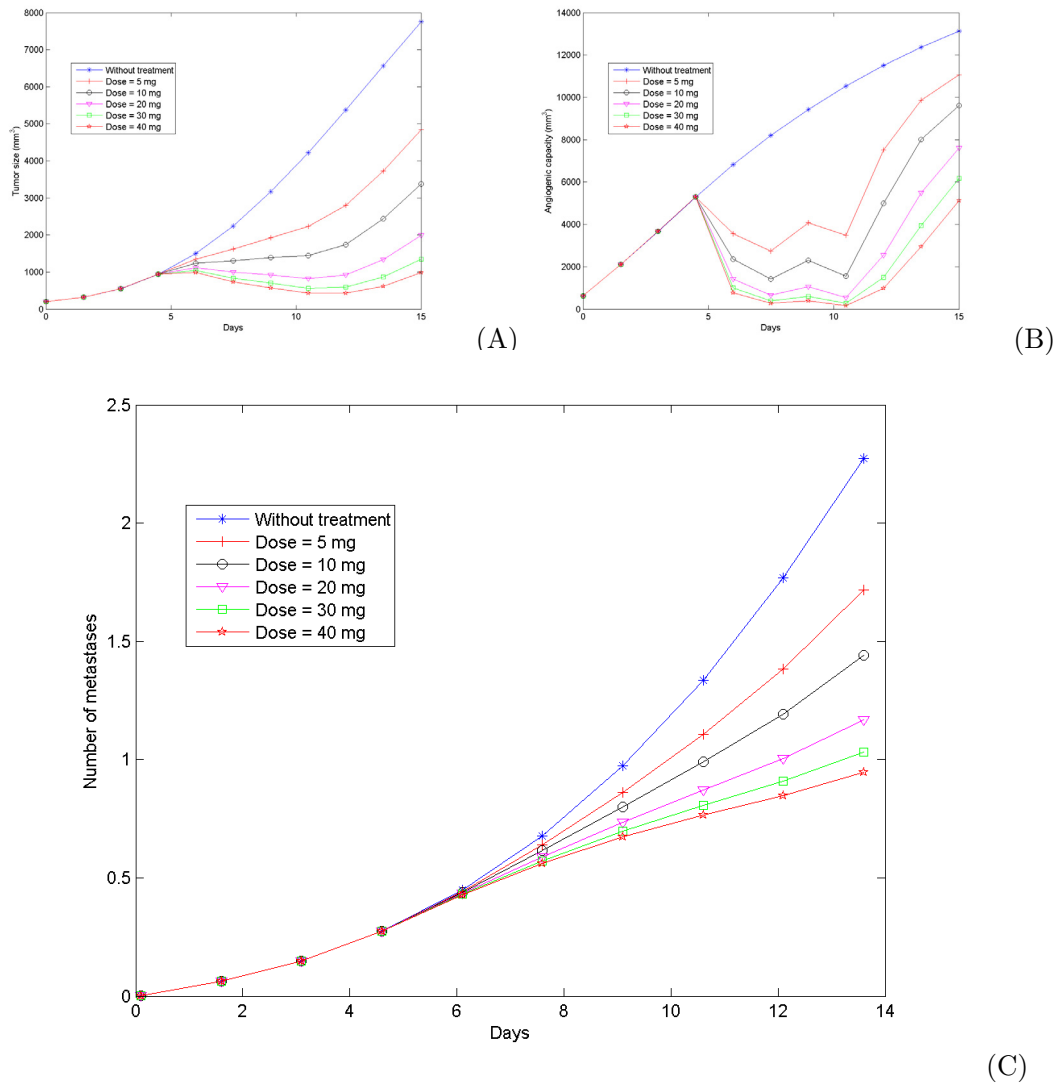 8000
7000
6000
5000
4000
3000
2000
1000
0
Tumor size (mm³)
Without treatment
Dose = 5 mg
Dose = 10 mg
Dose = 20 mg
Dose = 30 mg
Dose = 40 mg
0 5 10 15
Days
(A)
14000
12000
10000
8000
6000
4000
2000
0
Angiogenic capacity (mm³)
Without treatment
Dose = 5 mg
Dose = 10 mg
Dose = 20 mg
Dose = 30 mg
Dose = 40 mg
0 5 10 15
Days
(B)
2.5
2
1.5
1
0.5
0
Number of metastases
Without treatment
Dose = 5 mg
Dose = 10 mg
Dose = 20 mg
Dose = 30 mg
Dose = 40 mg
0 2 4 6 8 10 12 14
Days
(C)